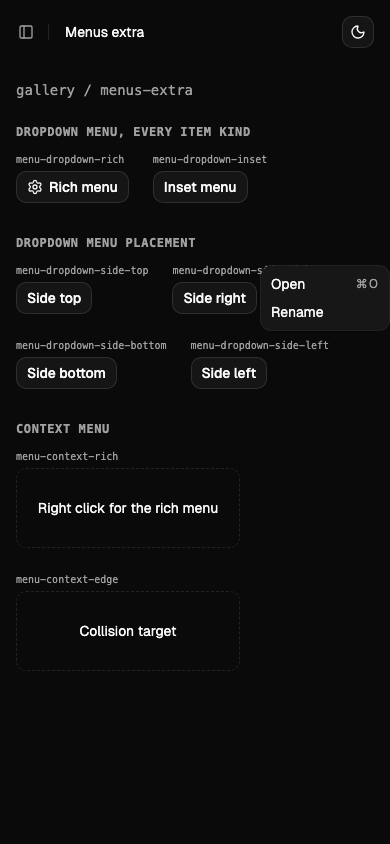 Menus extra
gallery / menus-extra
DROPDOWN MENU, EVERY ITEM KIND
menu-dropdown-rich
menu-dropdown-inset
Rich menu
Inset menu
DROPDOWN MENU PLACEMENT
menu-dropdown-side-top
menu-dropdown-s
Side top
Side right
Open ⌘O
Rename
menu-dropdown-side-bottom
menu-dropdown-side-left
Side bottom
Side left
CONTEXT MENU
menu-context-rich
Right click for the rich menu
menu-context-edge
Collision target